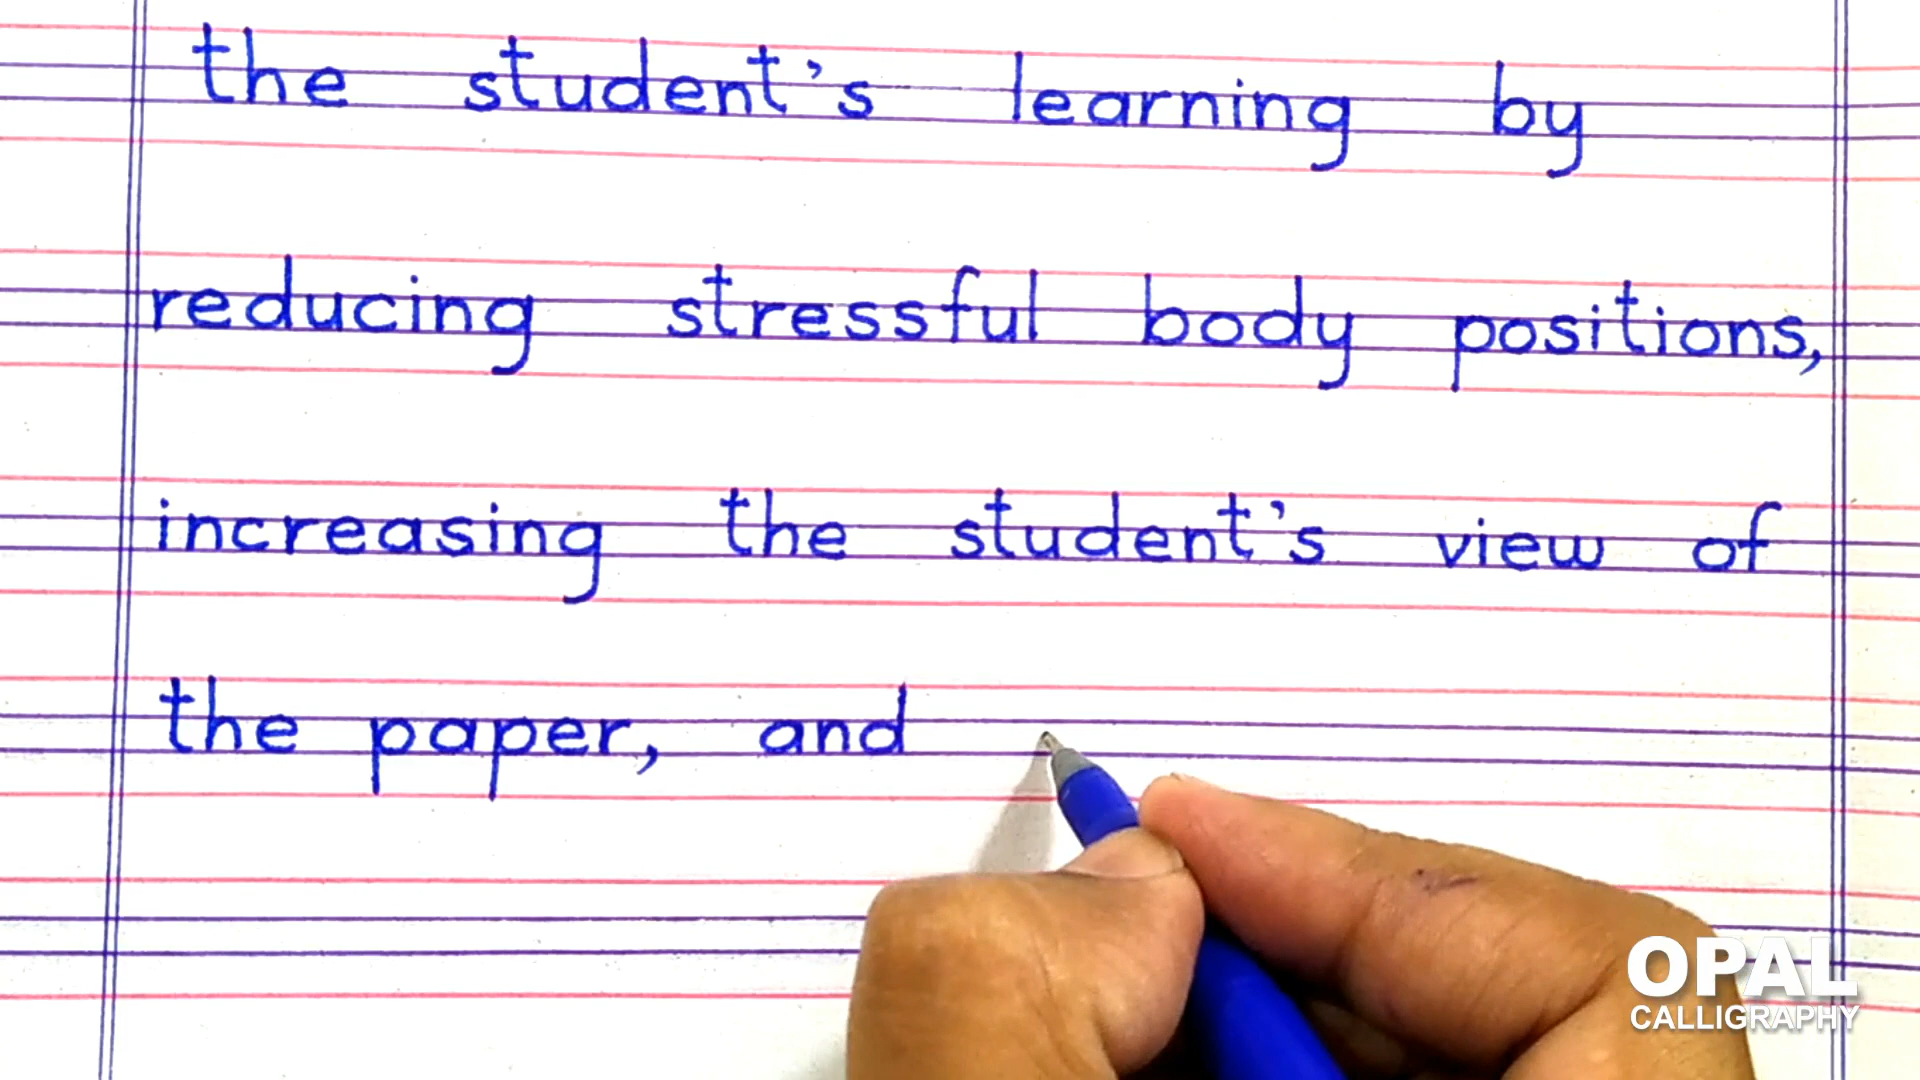 the student's learning by
reducing stressful body positions,
increasing the student's view of
the paper, and
OPAL
CALLIGRAPHY